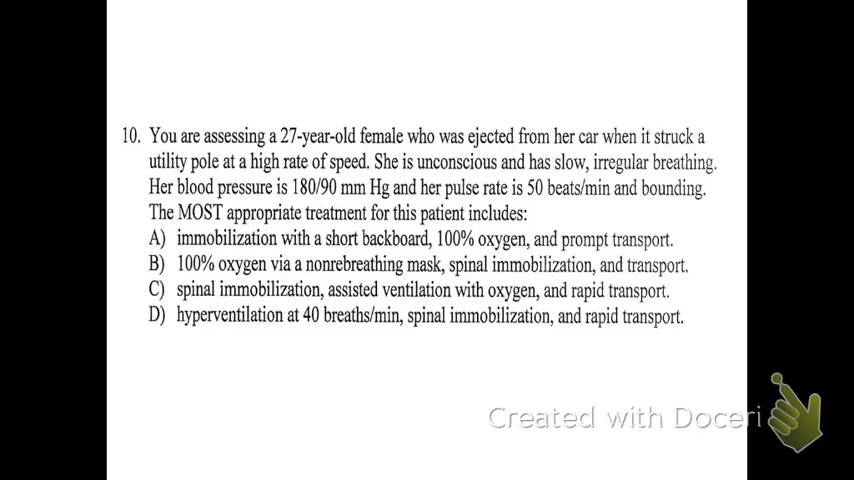 10. You are assessing a 27-year-old female who was ejected from her car when it struck a
utility pole at a high rate of speed. She is unconscious and has slow, irregular breathing.
Her blood pressure is 180/90 mm Hg and her pulse rate is 50 beats/min and bounding.
The MOST appropriate treatment for this patient includes:
A) immobilization with a short backboard, 100% oxygen, and prompt transport.
B) 100% oxygen via a nonrebreathing mask, spinal immobilization, and transport.
C) spinal immobilization, assisted ventilation with oxygen, and rapid transport.
D) hyperventilation at 40 breaths/min, spinal immobilization, and rapid transport.
Created with Doceri